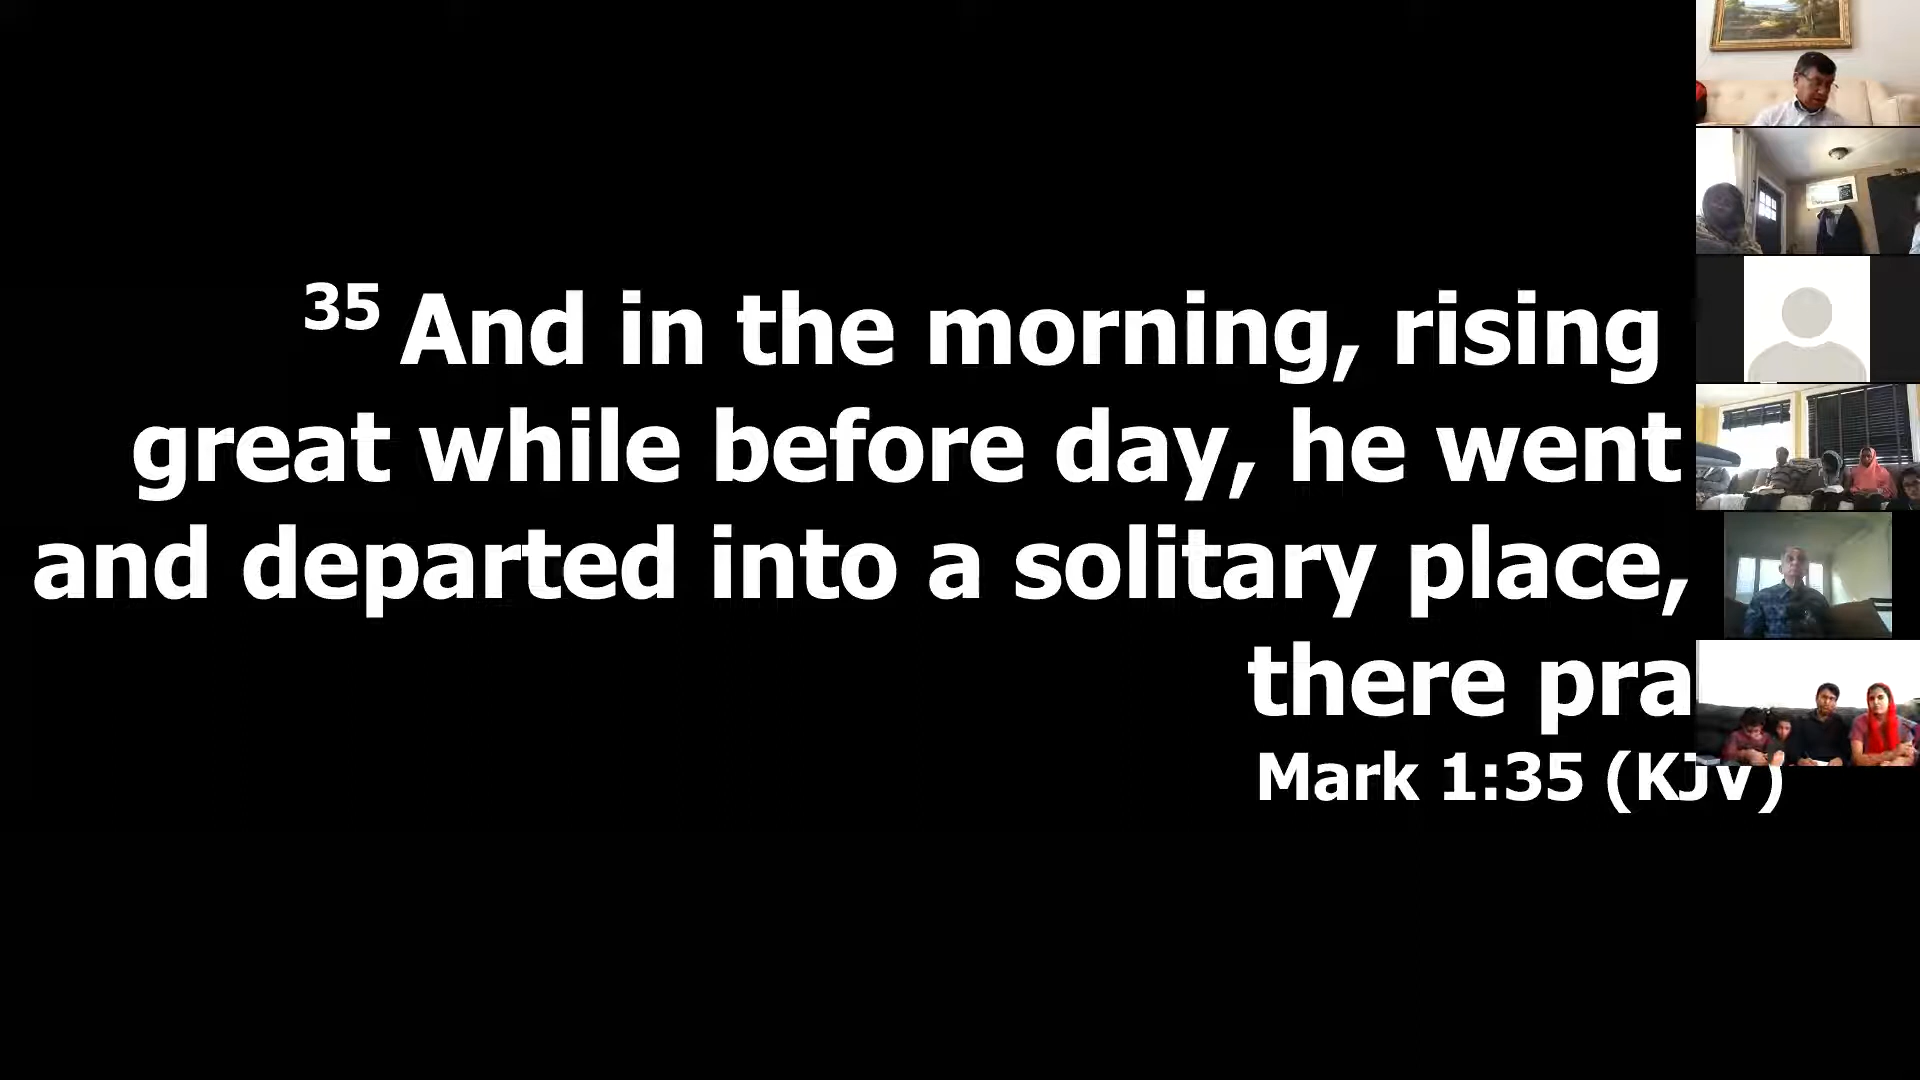 35 And in the morning, rising
great while before day, he went
and departed into a solitary place,
there pra
Mark 1:35 (KJV)